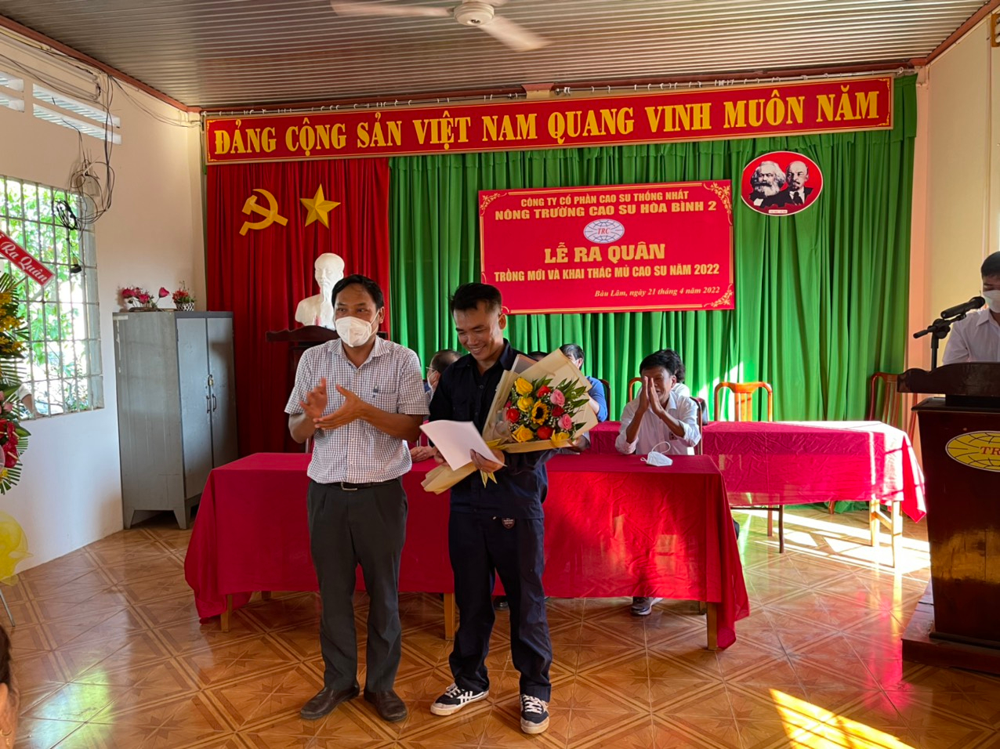 ĐẢNG CỘNG SẢN VIỆT NAM QUANG VINH MUÔN NĂM
CÔNG TY CỔ PHẦN CAO SU THỐNG NHẤT
NÔNG TRƯỜNG CAO SU HÒA BÌNH 2
TRC
LỄ RA QUÂN
TRỒNG MỚI VÀ KHAI THÁC MỦ CAO SU NĂM 2022
Bàu Lâm, ngày 21 tháng 4 năm 2022
Ra Quân
TR